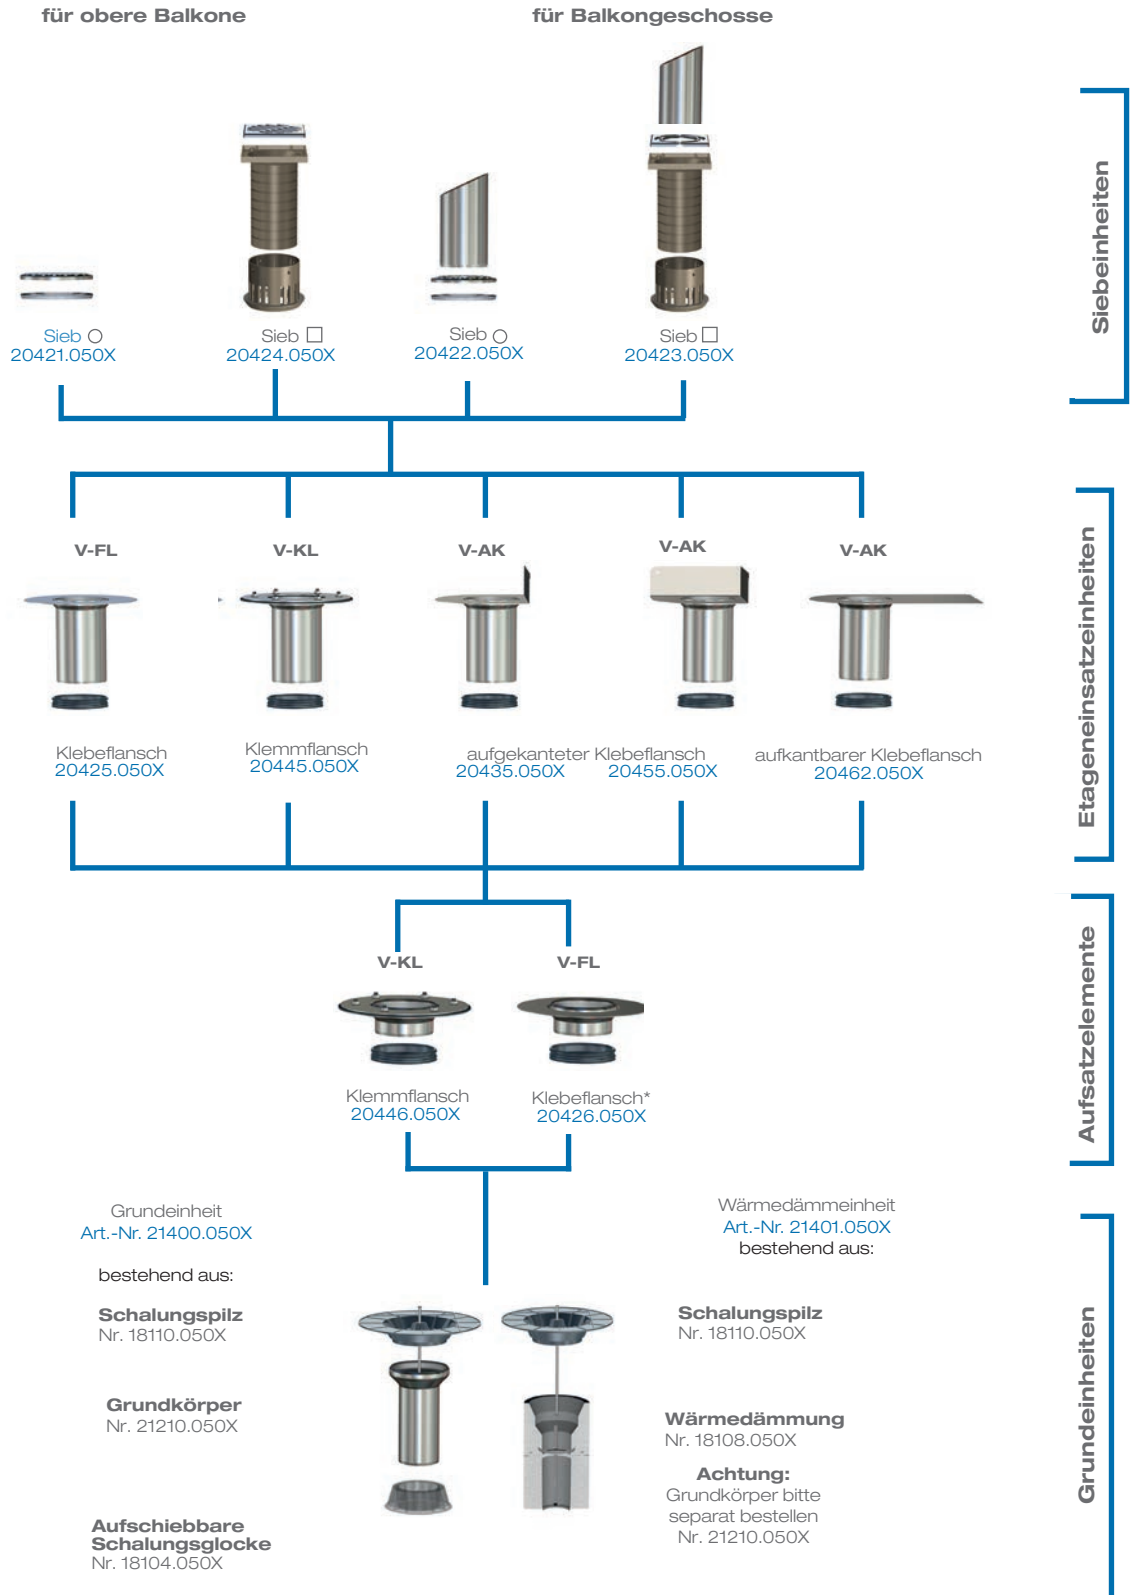 für obere Balkone
für Balkongeschosse
Sieb
20421.050X
Sieb
20424.050X
Sieb
20422.050X
Sieb
20423.050X
Siebeinheiten
V-FL
V-KL
V-AK
V-AK
V-AK
Klebeflansch
20425.050X
Klemmflansch
20445.050X
aufgekanteter Klebeflansch
20435.050X
20455.050X
aufkantbarer Klebeflansch
20462.050X
Etageneinsatzeinheiten
V-KL
V-FL
Klemmflansch
20446.050X
Klebeflansch*
20426.050X
Aufsatzelemente
Grundeinheit
Art.-Nr. 21400.050X
bestehend aus:
Schalungspilz
Nr. 18110.050X
Grundkörper
Nr. 21210.050X
Aufschiebbare
Schalungsglocke
Nr. 18104.050X
Wärmedämmeinheit
Art.-Nr. 21401.050X
bestehend aus:
Schalungspilz
Nr. 18110.050X
Wärmedämmung
Nr. 18108.050X
Achtung:
Grundkörper bitte
separat bestellen
Nr. 21210.050X
Grundeinheiten